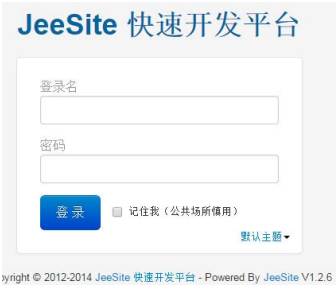 JeeSite 快速开发平台
登录名
密码
登 录 记住我（公共场所慎用）
默认主题
yright © 2012-2014 JeeSite 快速开发平台 - Powered By JeeSite V1.2.6